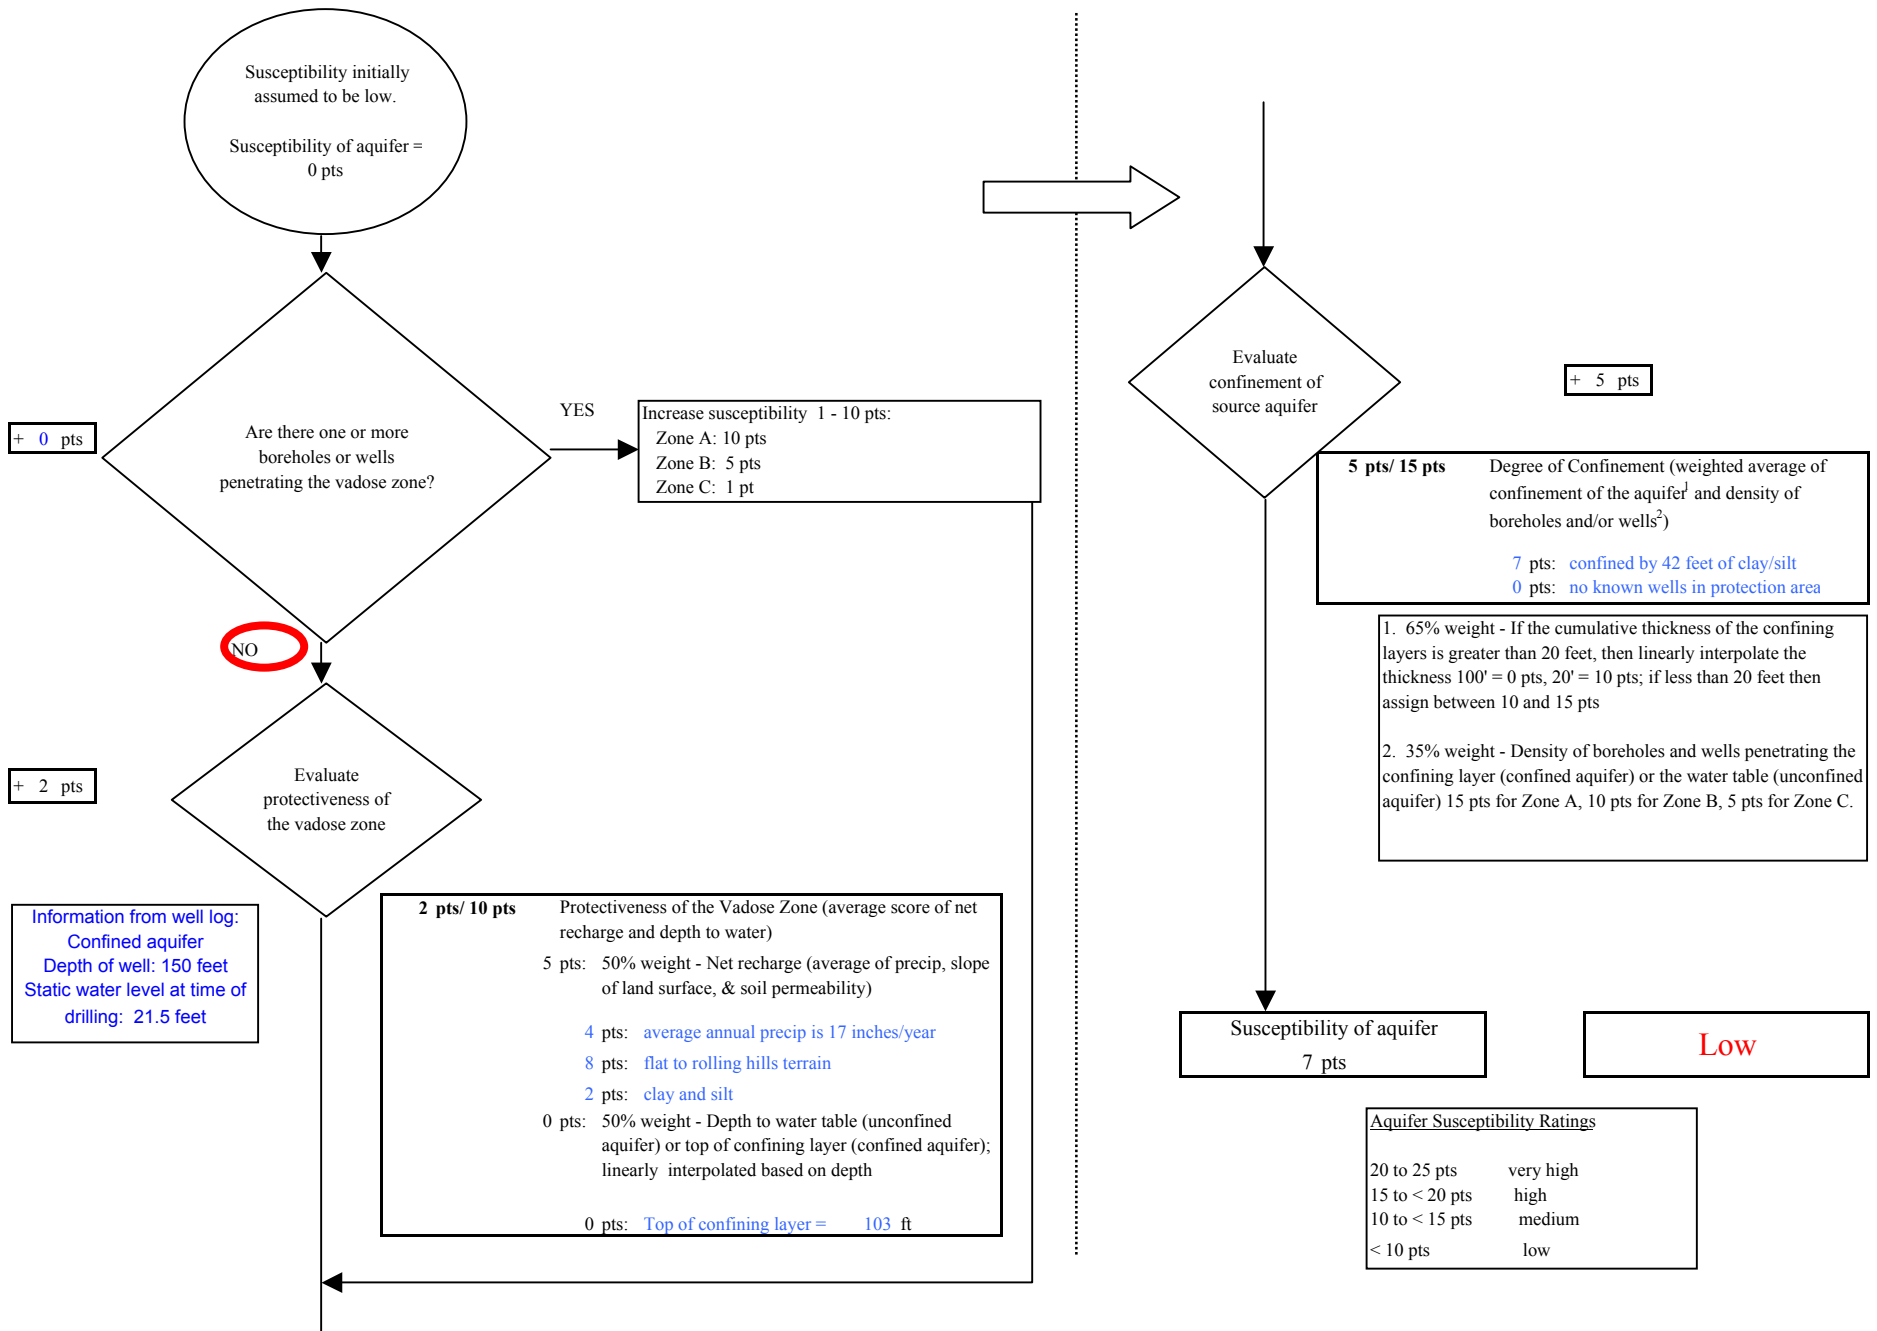 Susceptibility initially
assumed to be low.
Susceptibility of aquifer =
0 pts
+ 0 pts
Are there one or more
boreholes or wells
penetrating the vadose zone?
YES
Increase susceptibility 1 - 10 pts:
Zone A: 10 pts
Zone B: 5 pts
Zone C: 1 pt
NO
+ 2 pts
Evaluate
protectiveness of
the vadose zone
Information from well log:
Confined aquifer
Depth of well: 150 feet
Static water level at time of
drilling: 21.5 feet
2 pts/ 10 pts Protectiveness of the Vadose Zone (average score of net
recharge and depth to water)
5 pts: 50% weight - Net recharge (average of precip, slope
of land surface, & soil permeability)
4 pts: average annual precip is 17 inches/year
8 pts: flat to rolling hills terrain
2 pts: clay and silt
0 pts: 50% weight - Depth to water table (unconfined
aquifer) or top of confining layer (confined aquifer);
linearly interpolated based on depth
0 pts: Top of confining layer = 103 ft
Evaluate
confinement of
source aquifer
+ 5 pts
5 pts/ 15 pts Degree of Confinement (weighted average of
confinement of the aquifer1 and density of
boreholes and/or wells2)
7 pts: confined by 42 feet of clay/silt
0 pts: no known wells in protection area
1. 65% weight - If the cumulative thickness of the confining
layers is greater than 20 feet, then linearly interpolate the
thickness 100' = 0 pts, 20' = 10 pts; if less than 20 feet then
assign between 10 and 15 pts
2. 35% weight - Density of boreholes and wells penetrating the
confining layer (confined aquifer) or the water table (unconfined
aquifer) 15 pts for Zone A, 10 pts for Zone B, 5 pts for Zone C.
Susceptibility of aquifer
7 pts
Low
Aquifer Susceptibility Ratings
20 to 25 pts very high
15 to < 20 pts high
10 to < 15 pts medium
< 10 pts low